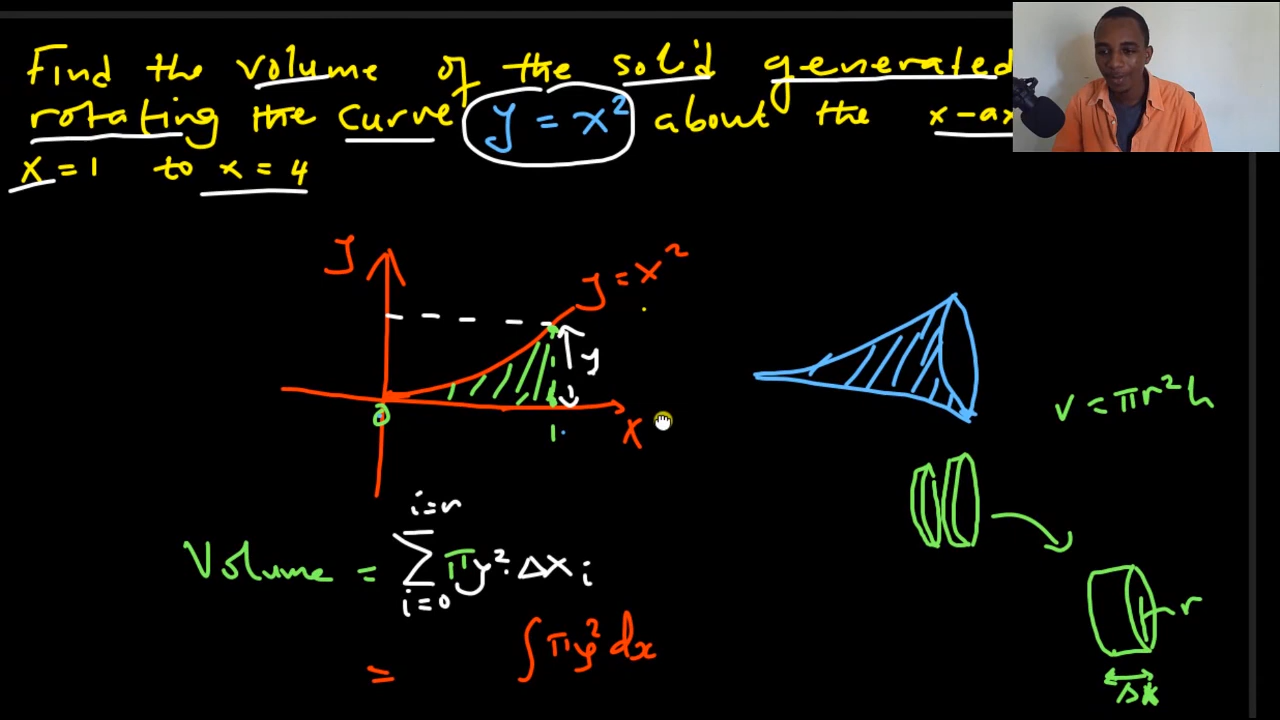 Find the volume of the solid generated
rotating the curve y = x² about the x-ax
x = 1 to x = 4
y
y = x²
y
0
1
x
v = πr²h
Volume = Σ πy² · Δxi
i=n
i=0
r
= ∫ πy² dx
Δx